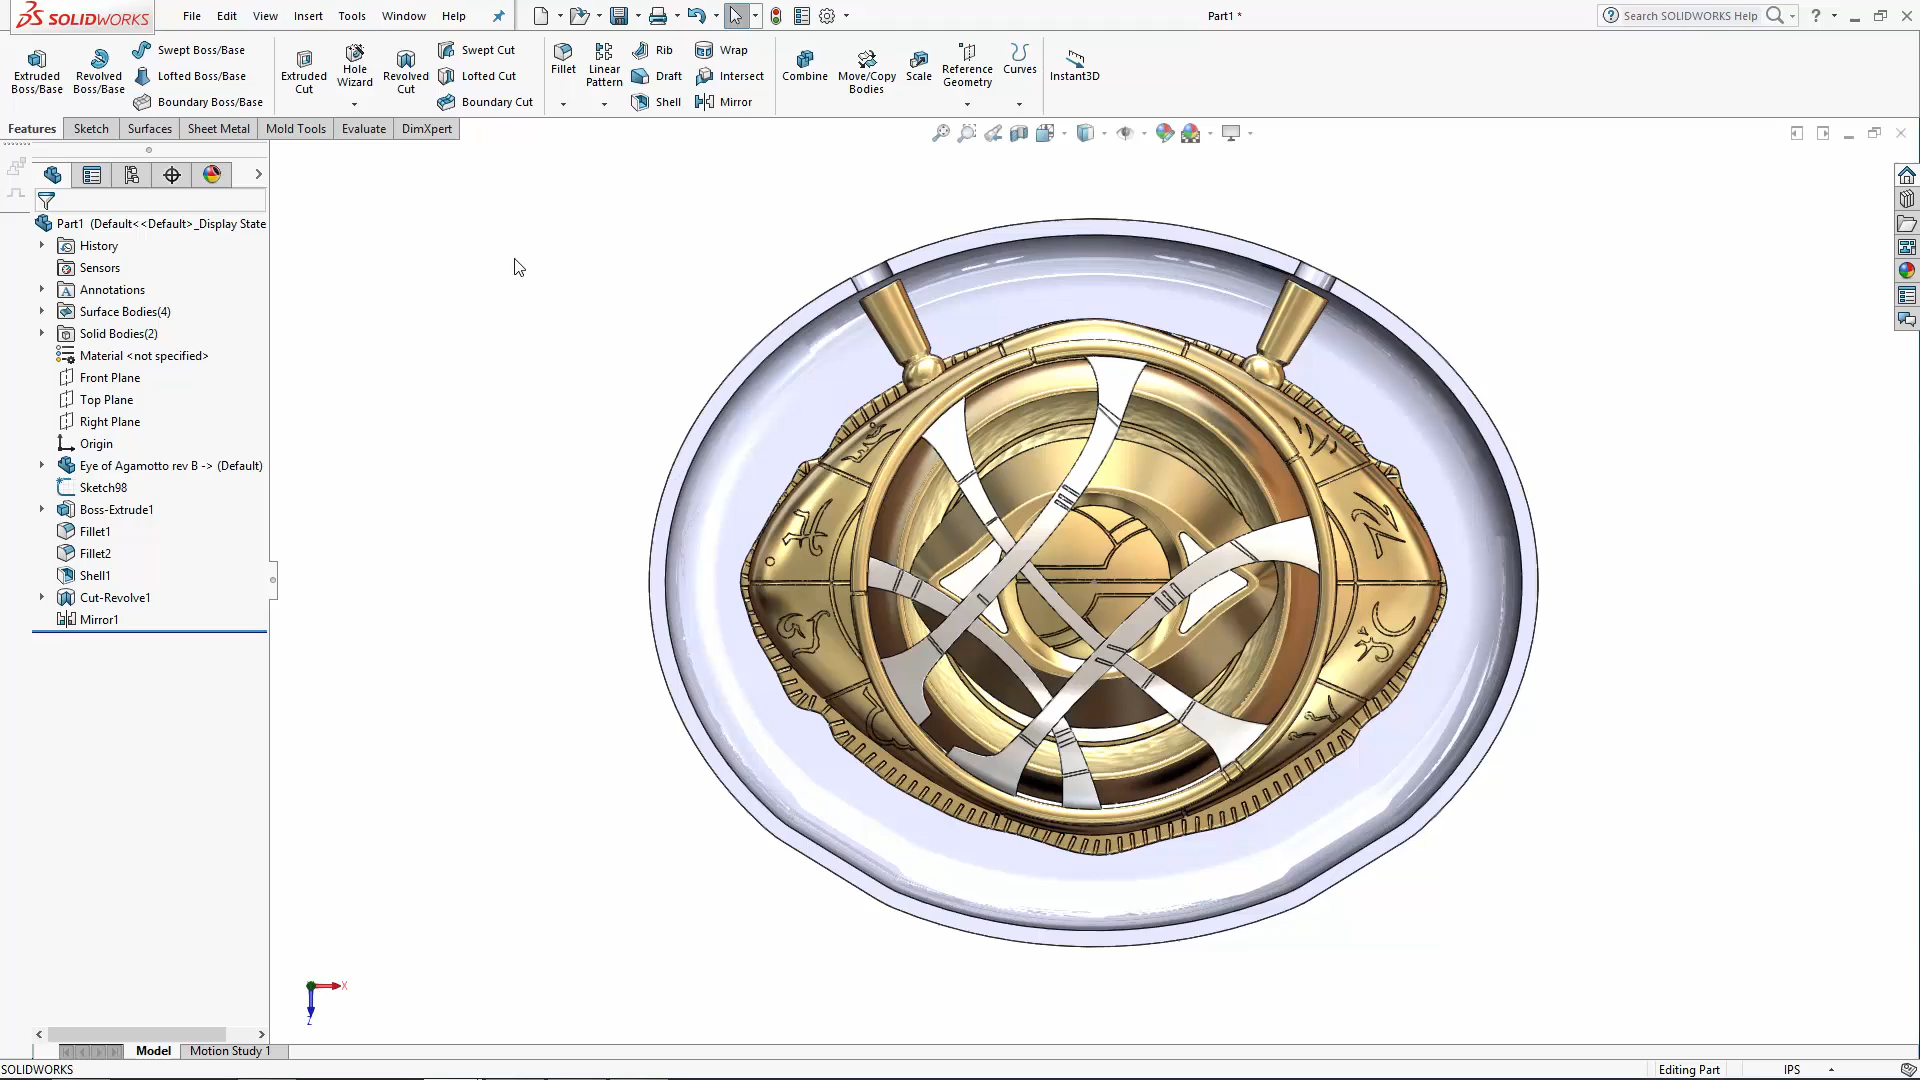 SOLIDWORKS File Edit View Insert Tools Window Help Part1 * Search SOLIDWORKS Help ?
Extruded Boss/Base
Revolved Boss/Base
Swept Boss/Base
Lofted Boss/Base
Boundary Boss/Base
Extruded Cut
Hole Wizard
Revolved Cut
Swept Cut
Lofted Cut
Boundary Cut
Fillet
Linear Pattern
Rib
Draft
Shell
Wrap
Intersect
Mirror
Combine
Move/Copy Bodies
Scale
Reference Geometry
Curves
Instant3D
Features Sketch Surfaces Sheet Metal Mold Tools Evaluate DimXpert
Part1 (Default<<Default>_Display State
History
Sensors
Annotations
Surface Bodies(4)
Solid Bodies(2)
Material <not specified>
Front Plane
Top Plane
Right Plane
Origin
Eye of Agamotto rev B -> (Default)
Sketch98
Boss-Extrude1
Fillet1
Fillet2
Shell1
Cut-Revolve1
Mirror1
X
Z
Model Motion Study 1
SOLIDWORKS Editing Part IPS